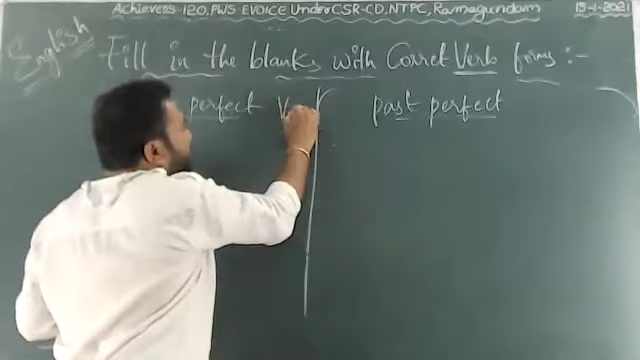 Achievers-120, PWS EVOICE Under CSR-CD, NTPC, Ramagundam 15-1-2021
English
Fill in the blanks with Corret Verb forms :-
perfect V past perfect